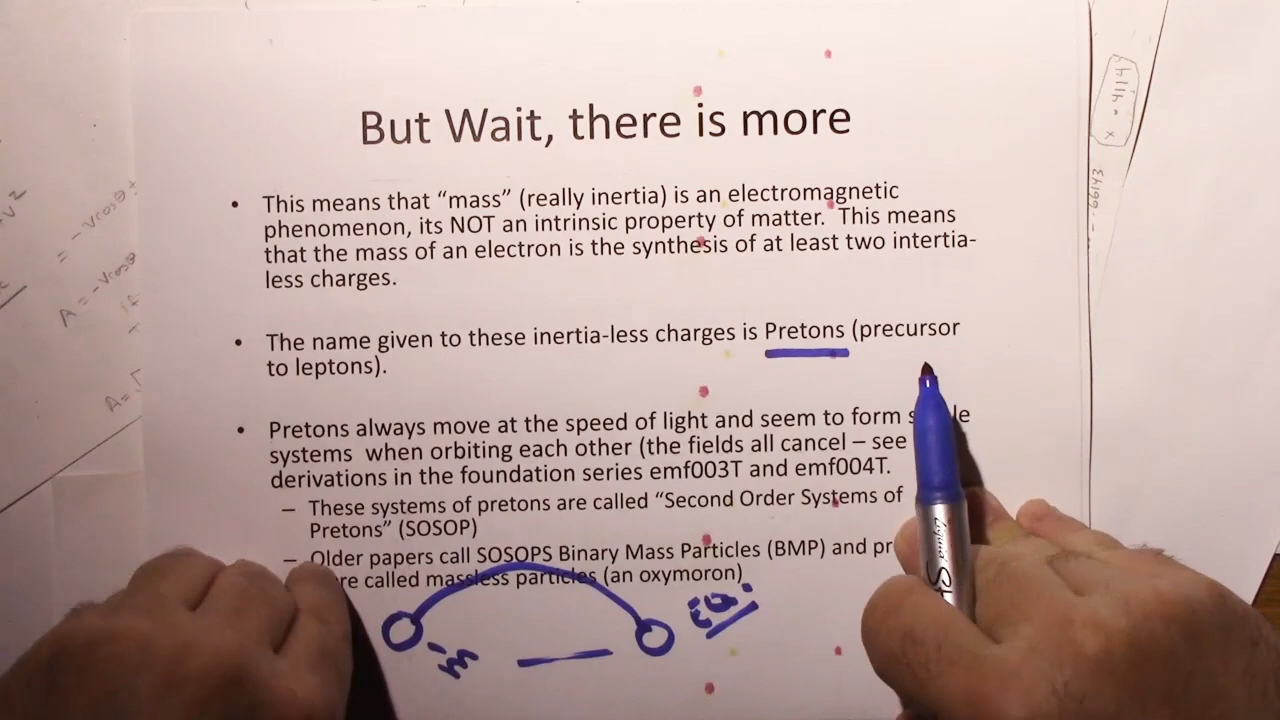 But Wait, there is more
• This means that “mass” (really inertia) is an electromagnetic
phenomenon, its NOT an intrinsic property of matter. This means
that the mass of an electron is the synthesis of at least two intertia-
less charges.
• The name given to these inertia-less charges is Pretons (precursor
to leptons).
• Pretons always move at the speed of light and seem to form
systems when orbiting each other (the fields all cancel – see
derivations in the foundation series emf003T and emf004T.
– These systems of pretons are called “Second Order Systems of
Pretons” (SOSOP)
– Older papers call SOSOPS Binary Mass Particles (BMP) and
called massless particles (an oxymoron)
= -Vcosθ
A = -Vcosθ
if
A=